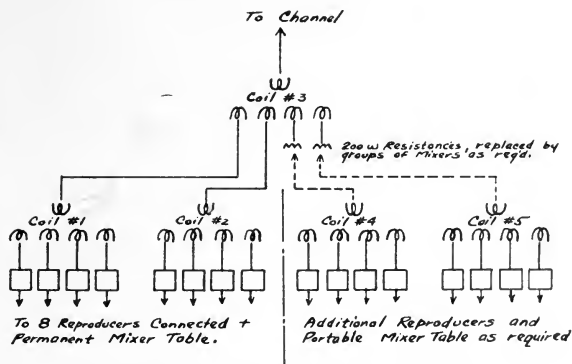 To Channel
Coil #3
200 ω Resistances, replaced by
groups of Mixers as req'd.
Coil #1
Coil #2
Coil #4
Coil #5
To 8 Reproducers Connected +
Permanent Mixer Table.
Additional Reproducers and
Portable Mixer Table as required